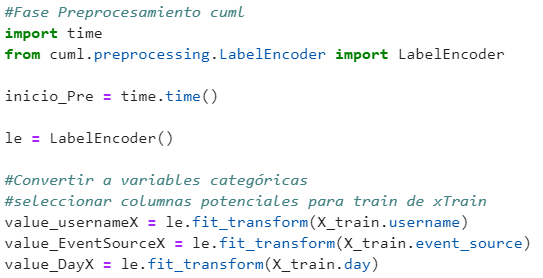 #Fase Preprocesamiento cuml
import time
from cuml.preprocessing.LabelEncoder import LabelEncoder
inicio_Pre = time.time()
le = LabelEncoder()
#Convertir a variables categóricas
#seleccionar columnas potenciales para train de xTrain
value_usernameX = le.fit_transform(X_train.username)
value_EventSourceX = le.fit_transform(X_train.event_source)
value_DayX = le.fit_transform(X_train.day)